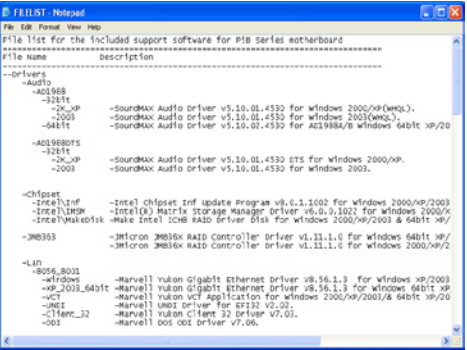 FILELIST - Notepad
File Edit Format View Help
File list for the included support software for P5B Series motherboard
================================================================
File Name Description
----------------------------------------------------------------
--Drivers
-Audio
-AD1988
-32bit
-2K_XP -SoundMAX Audio Driver v5.10.01.4530 for Windows 2000/XP(WHQL).
-2003 -SoundMAX Audio Driver v5.10.01.4530 for Windows 2003(WHQL).
-64bit -SoundMAX Audio Driver v5.10.02.4530 for AD1988A/B Windows 64bit XP/20
-AD1988DTS
-32bit
-2K_XP -SoundMAX Audio Driver v5.10.01.4530 DTS for Windows 2000/XP.
-2003 -SoundMAX Audio Driver v5.10.01.4530 for Windows 2003.
-Chipset
-Intel\Inf -Intel Chipset Inf Update Program v8.0.1.1002 for Windows 2000/XP/2003
-Intel\IMSM -Intel(R) Matrix Storage Manager Driver v6.0.0.1022 for Windows 2000/X
-Intel\MakeDisk -Make Intel ICH8 RAID Driver Disk for Windows 2000/XP/2003 & 64bit XP/
-JMB363 -JMicron JMB36X RAID Controller Driver v1.11.1.0 for Windows 64bit XP/
-JMicron JMB36X RAID Controller Driver v1.11.1.0 for Windows 2000/XP/2
-Lan
-8056_8001
-Windows -Marvell Yukon Gigabit Ethernet Driver V8.56.1.3 for Windows XP/2003
-XP_2003_64bit -Marvell Yukon Gigabit Ethernet Driver V8.56.1.3 for Windows 64bit XP
-VCT -Marvell Yukon VCT Application for Windows 2000/XP/2003/& 64bit XP/20
-UNDI -Marvell UNDI Driver for EFI32 V2.02.
-Client_32 -Marvell Yukon Client 32 Driver V7.03.
-ODI -Marvell DOS ODI Driver V7.06.